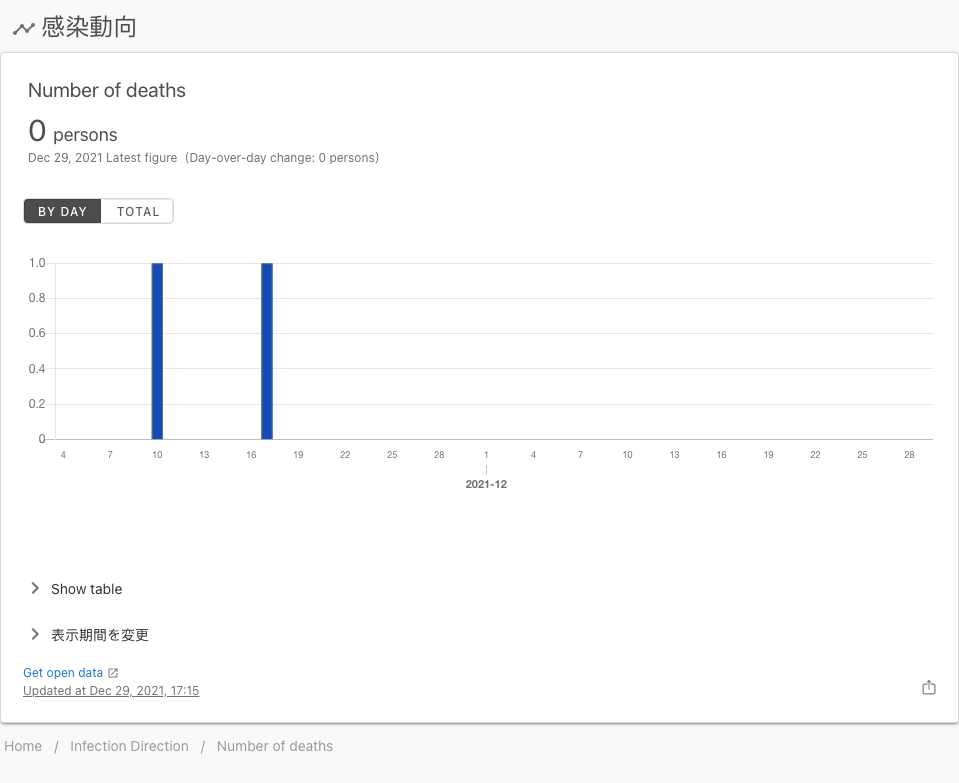 感染動向
Number of deaths
0 persons
Dec 29, 2021 Latest figure (Day-over-day change: 0 persons)
BY DAY TOTAL
1.0
0.8
0.6
0.4
0.2
0
4 7 10 13 16 19 22 25 28 1 4 7 10 13 16 19 22 25 28
2021-12
Show table
表示期間を変更
Get open data
Updated at Dec 29, 2021, 17:15
Home / Infection Direction / Number of deaths